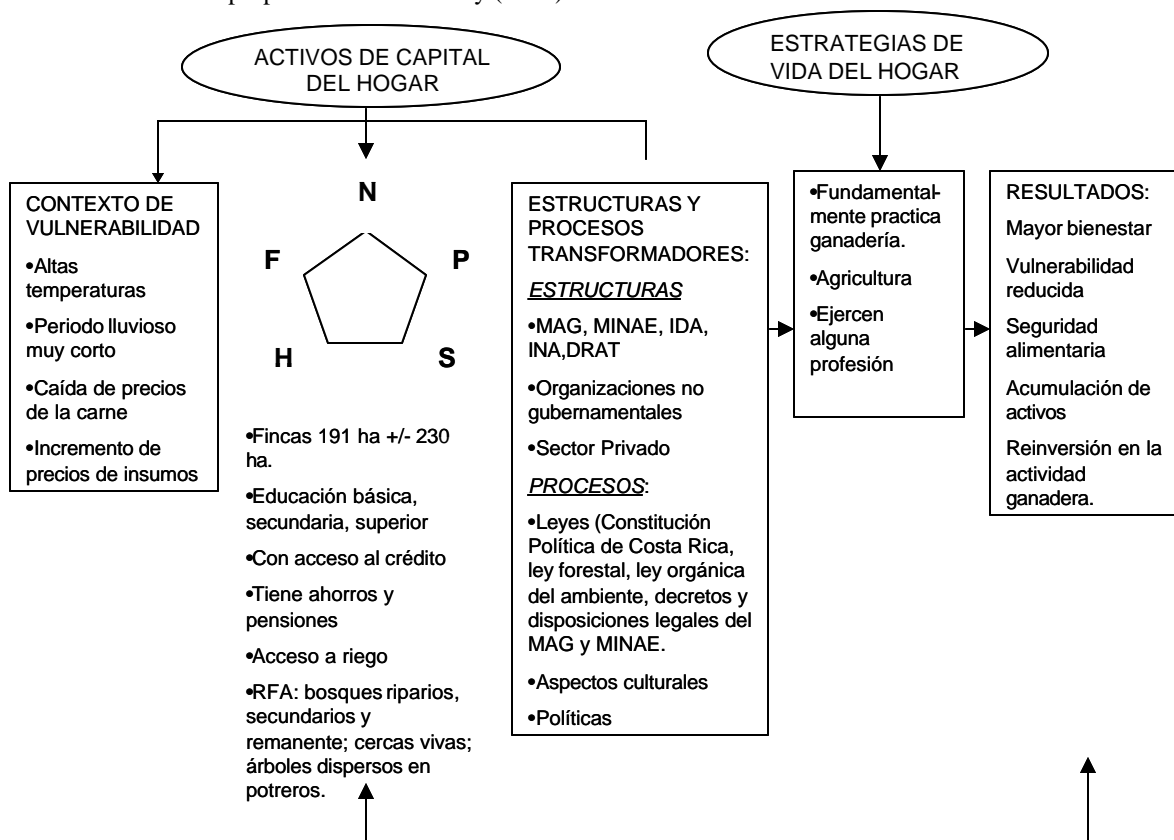 ACTIVOS DE CAPITAL
DEL HOGAR
ESTRATEGIAS DE
VIDA DEL HOGAR
CONTEXTO DE
VULNERABILIDAD
•Altas
temperaturas
•Periodo lluvioso
muy corto
•Caída de precios
de la carne
•Incremento de
precios de insumos
N
F
P
H
S
•Fincas 191 ha +/- 230
ha.
•Educación básica,
secundaria, superior
•Con acceso al crédito
•Tiene ahorros y
pensiones
•Acceso a riego
•RFA: bosques riparios,
secundarios y
remanente; cercas vivas;
árboles dispersos en
potreros.
ESTRUCTURAS Y
PROCESOS
TRANSFORMADORES:
ESTRUCTURAS
•MAG, MINAE, IDA,
INA,DRAT
•Organizaciones no
gubernamentales
•Sector Privado
PROCESOS:
•Leyes (Constitución
Política de Costa Rica,
ley forestal, ley orgánica
del ambiente, decretos y
disposiciones legales del
MAG y MINAE.
•Aspectos culturales
•Políticas
•Fundamental-
mente practica
ganadería.
•Agricultura
•Ejercen
alguna
profesión
RESULTADOS:
Mayor bienestar
Vulnerabilidad
reducida
Seguridad
alimentaria
Acumulación de
activos
Reinversión en la
actividad
ganadera.